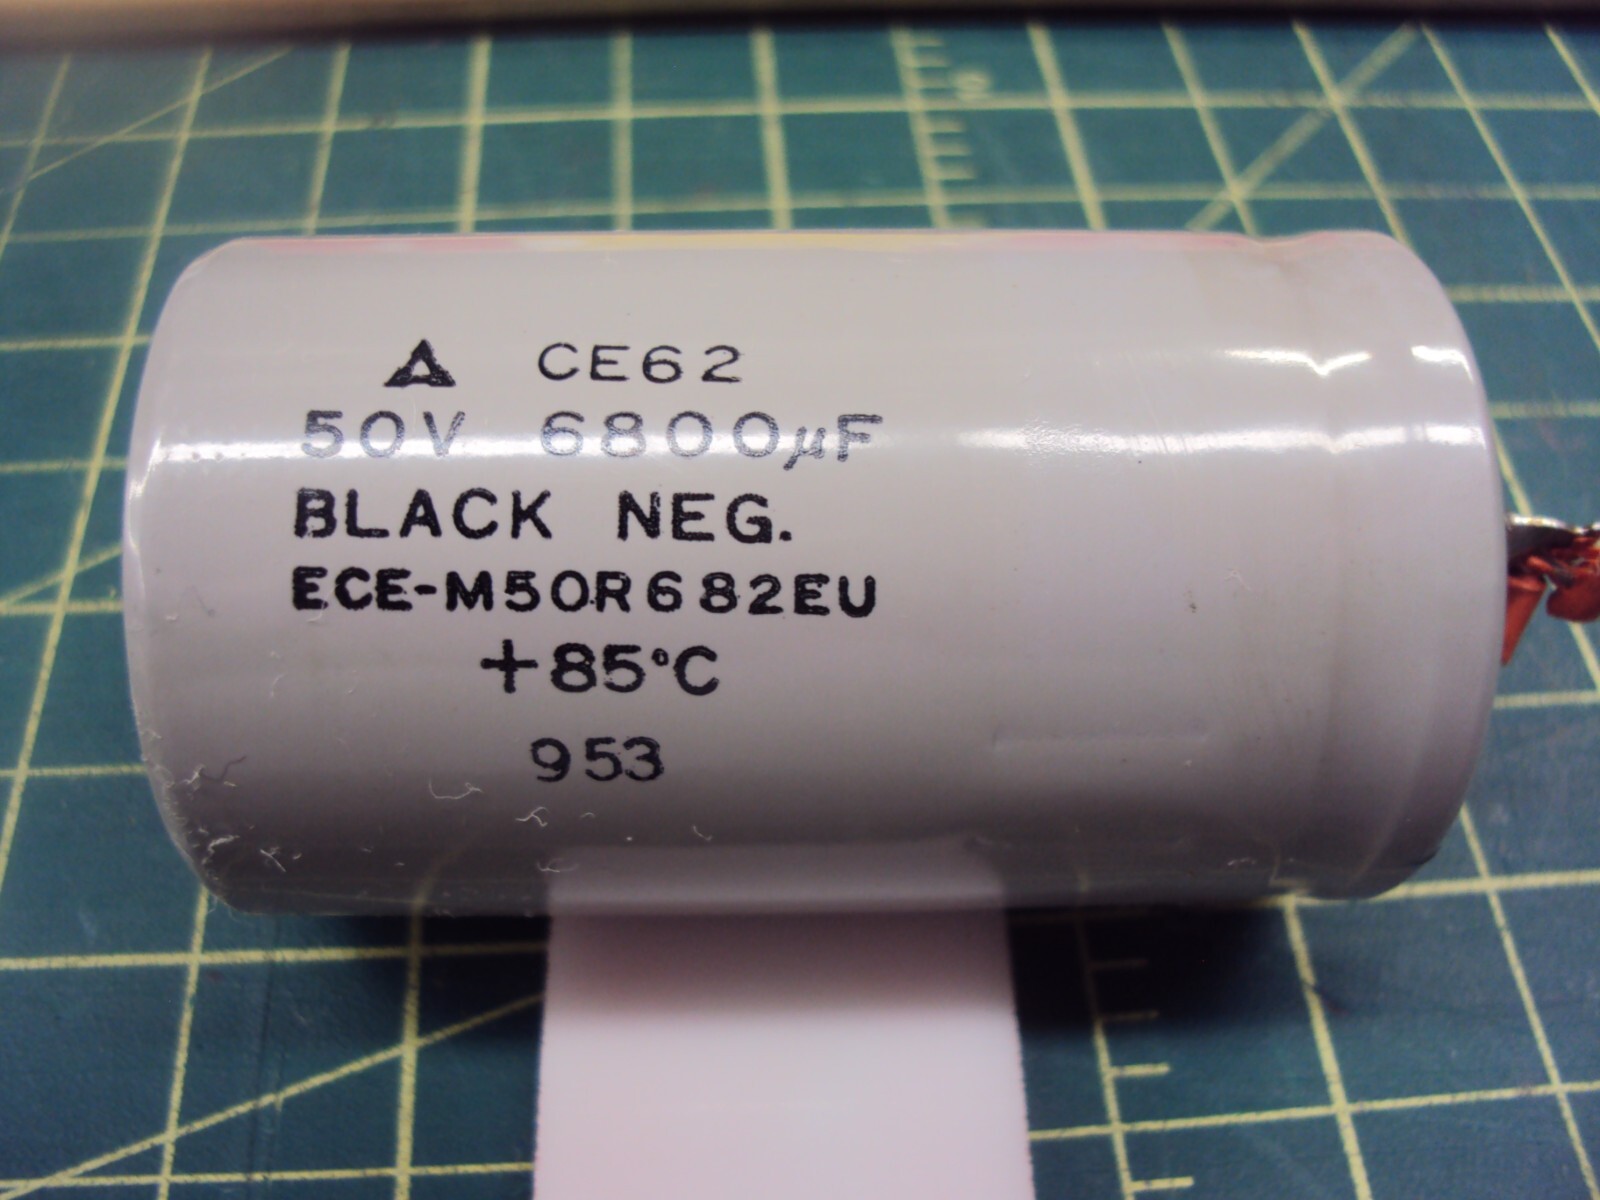 CE62
50V 6800μF
BLACK NEG.
ECE-M50R682EU
+85°C
953